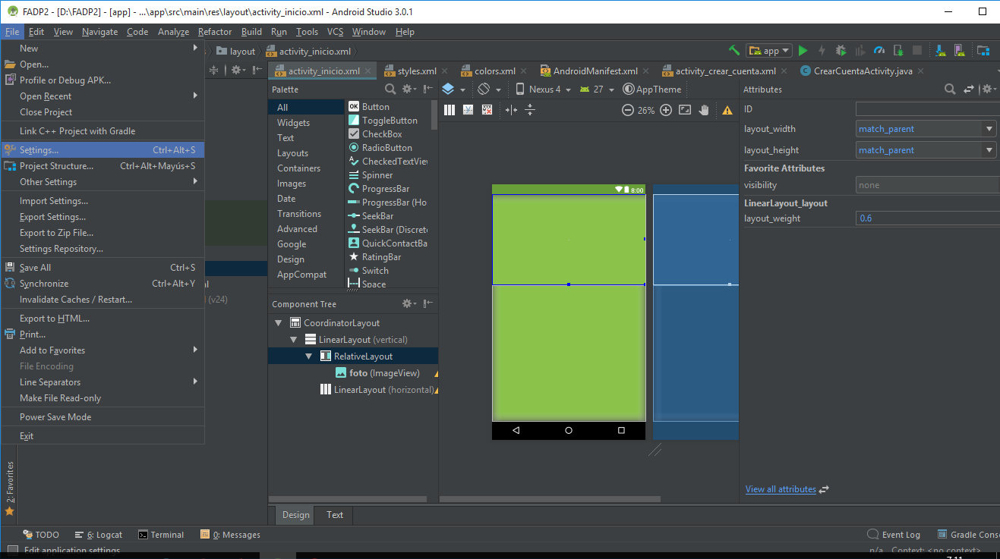 FADP2 - [D:\FADP2] - [app] - ...\app\src\main\res\layout\activity_inicio.xml - Android Studio 3.0.1
File Edit View Navigate Code Analyze Refactor Build Run Tools VCS Window Help
layout activity_inicio.xml app
New
Open...
Profile or Debug APK...
Open Recent
Close Project
Link C++ Project with Gradle
Settings... Ctrl+Alt+S
Project Structure... Ctrl+Alt+Mayús+S
Other Settings
Import Settings...
Export Settings...
Export to Zip File...
Settings Repository...
Save All Ctrl+S
Synchronize Ctrl+Alt+Y
Invalidate Caches / Restart...
Export to HTML...
Print...
Add to Favorites
File Encoding
Line Separators
Make File Read-only
Power Save Mode
Exit
(v24)
2: Favorites
activity_inicio.xml styles.xml colors.xml AndroidManifest.xml activity_crear_cuenta.xml CrearCuentaActivity.java
Palette
All
Widgets
Text
Layouts
Containers
Images
Date
Transitions
Advanced
Google
Design
AppCompat
OK Button
ToggleButton
CheckBox
RadioButton
CheckedTextVie
Spinner
ProgressBar
ProgressBar (Ho
SeekBar
SeekBar (Discret
QuickContactBa
RatingBar
Switch
Space
Component Tree
CoordinatorLayout
LinearLayout (vertical)
RelativeLayout
foto (ImageView)
LinearLayout (horizontal)
Nexus 4 27 AppTheme
26%
8:00
Attributes
ID
layout_width match_parent
layout_height match_parent
Favorite Attributes
visibility none
LinearLayout_layout
layout_weight 0.6
View all attributes
Design Text
TODO 6: Logcat Terminal 0: Messages Event Log Gradle Cons
Edit application settings n/a Context: <no context>
7:11